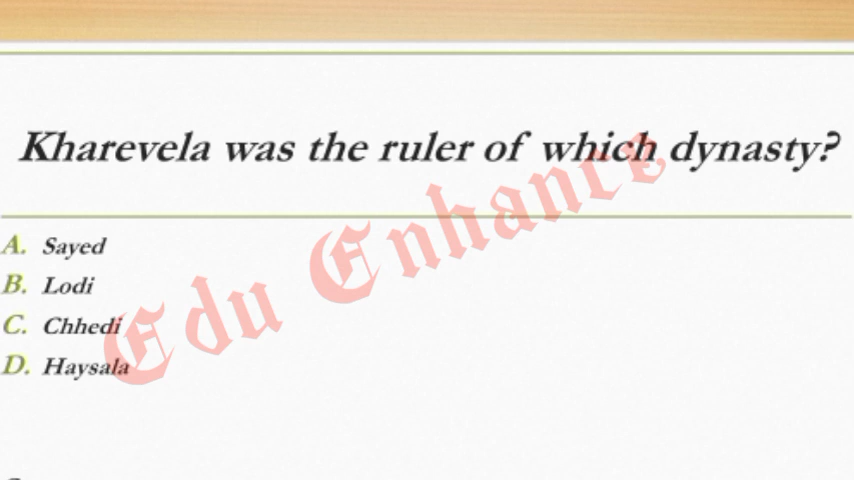 Kharevela was the ruler of which dynasty?
A. Sayed
B. Lodi
C. Chhedi
D. Haysala
Edu Enhance